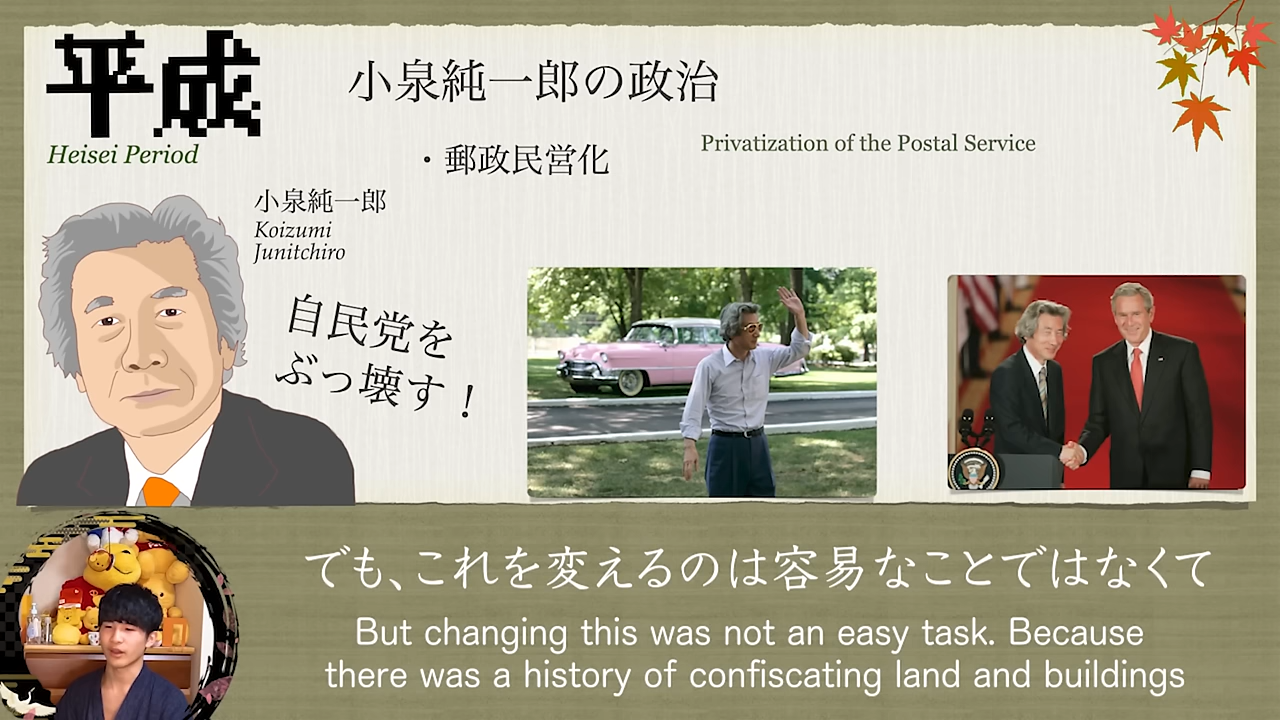 平成
Heisei Period
小泉純一郎の政治
・郵政民営化
Privatization of the Postal Service
小泉純一郎
Koizumi
Junitchiro
自民党を
ぶっ壊す！
でも、これを変えるのは容易なことではなくて
But changing this was not an easy task. Because
there was a history of confiscating land and buildings